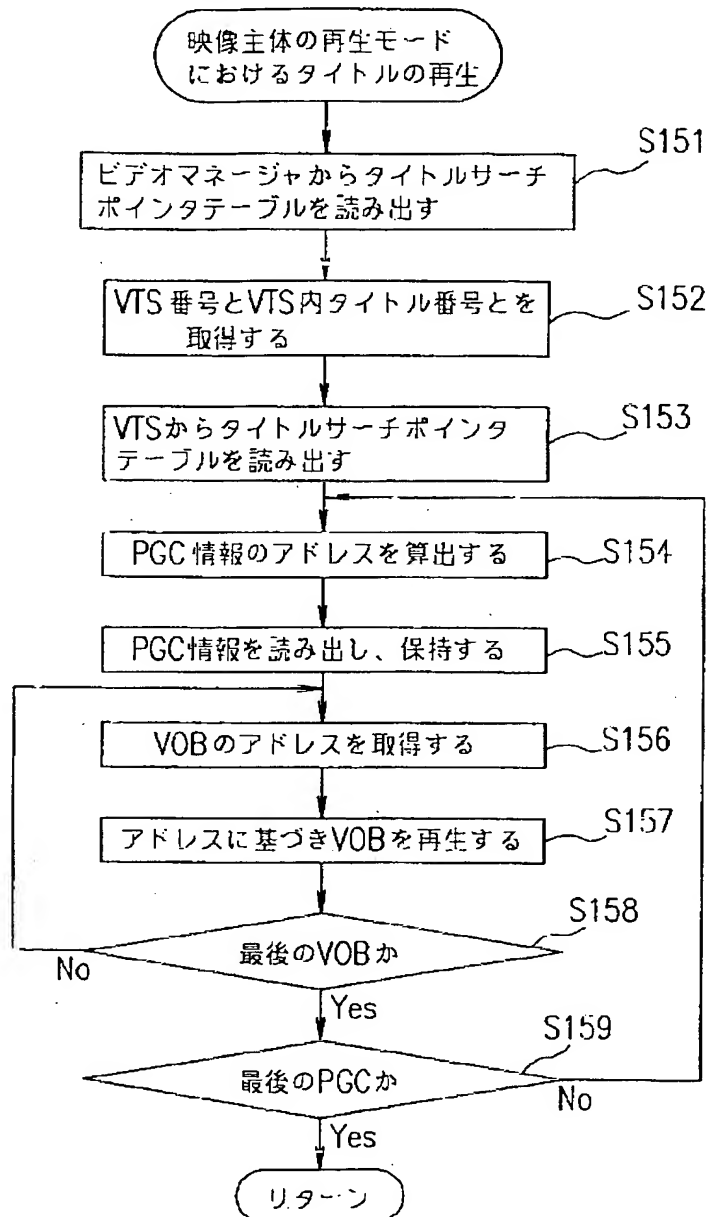 映像主体の再生モード
におけるタイトルの再生
S151
ビデオマネージャからタイトルサーチ
ポインタテーブルを読み出す
S152
VTS番号とVTS内タイトル番号とを
取得する
S153
VTSからタイトルサーチポインタ
テーブルを読み出す
PGC情報のアドレスを算出する
S154
PGC情報を読み出し、保持する
S155
VOBのアドレスを取得する
S156
アドレスに基づきVOBを再生する
S157
S158
最後のVOBか
No
Yes
S159
最後のPGCか
No
Yes
リターン